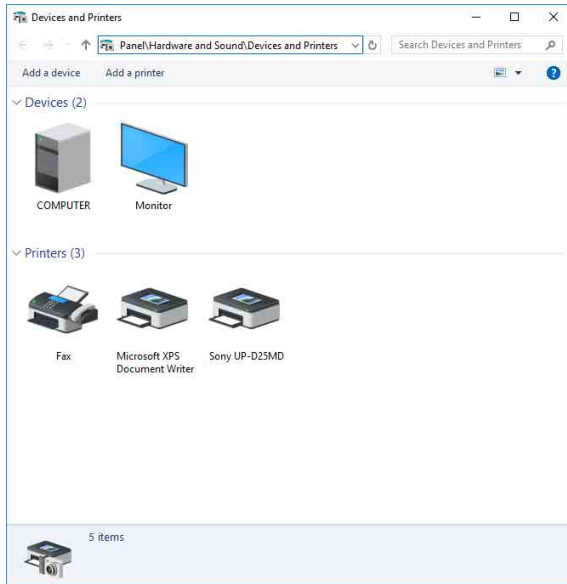 Devices and Printers
Panel\Hardware and Sound\Devices and Printers
Search Devices and Printers
Add a device
Add a printer
?
Devices (2)
COMPUTER
Monitor
Printers (3)
Fax
Microsoft XPS
Document Writer
Sony UP-D25MD
5 items